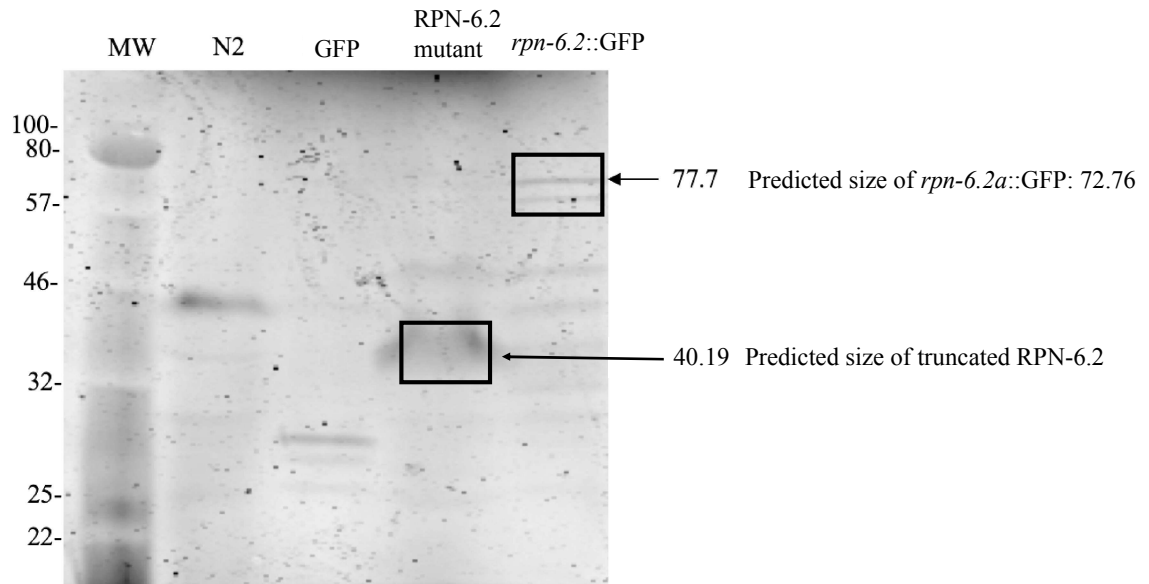 MW N2 GFP RPN-6.2 mutant rpn-6.2::GFP
100-
80-
57-
46-
32-
25-
22-
77.7 Predicted size of rpn-6.2a::GFP: 72.76
40.19 Predicted size of truncated RPN-6.2